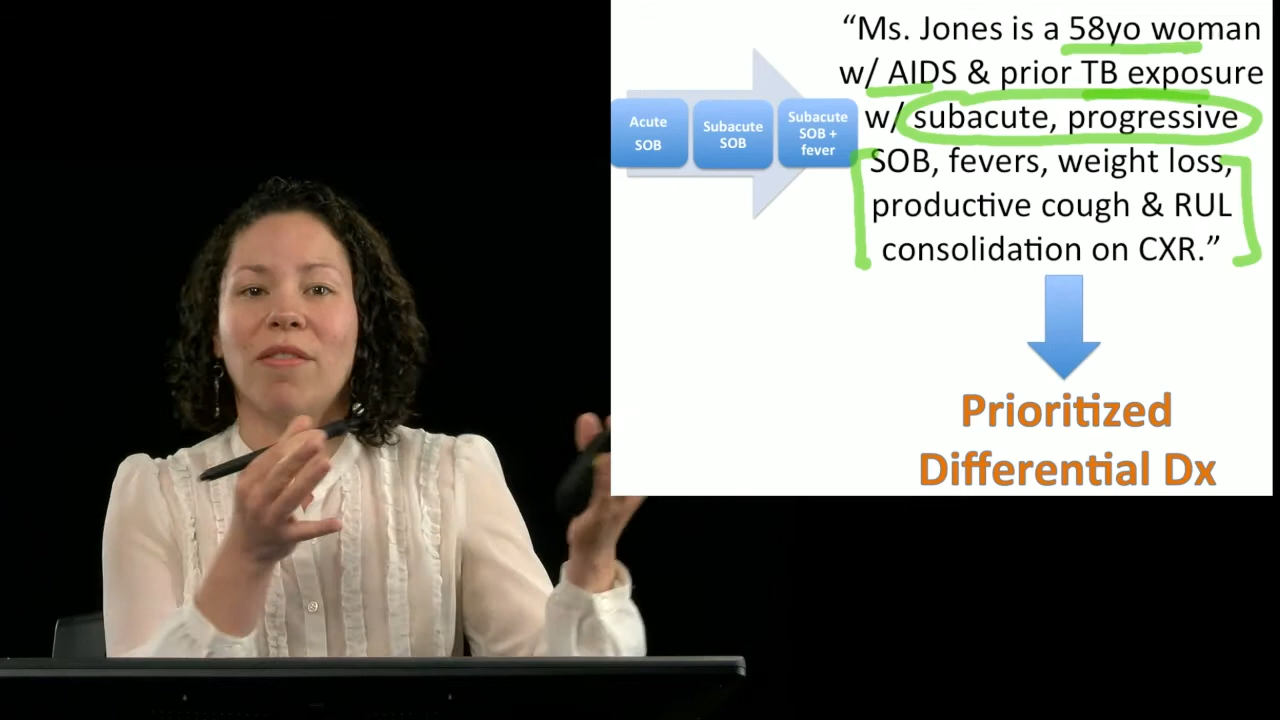 “Ms. Jones is a 58yo woman
w/ AIDS & prior TB exposure
w/ subacute, progressive
SOB, fevers, weight loss,
productive cough & RUL
consolidation on CXR.”
Acute
SOB
Subacute
SOB
Subacute
SOB +
fever
Prioritized
Differential Dx